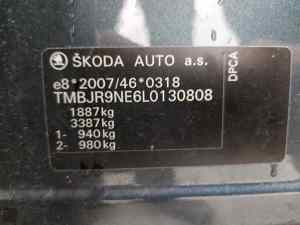 ŠKODA AUTO a.s.
e8*2007/46*0318
TMBJR9NE6L0130808
1887kg
3387kg
1- 940kg
2- 980kg
DPCA